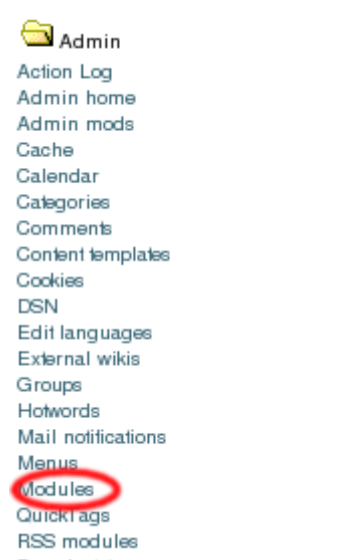 Admin
Action Log
Admin home
Admin mods
Cache
Calendar
Categories
Comments
Content templates
Cookies
DSN
Edit languages
External wikis
Groups
Hotwords
Mail notifications
Menus
Modules
QuickTags
RSS modules